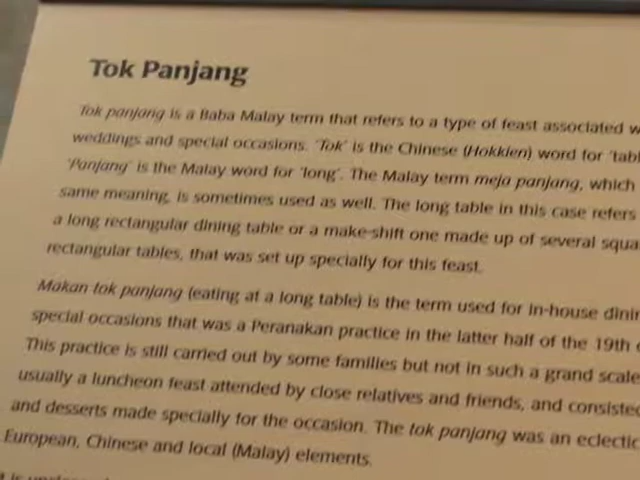 Tok Panjang
Tok panjang is a Baba Malay term that refers to a type of feast associated
weddings and special occasions. 'Tok' is the Chinese (Hokkien) word for
'Panjang' is the Malay word for 'long'. The Malay term meja panjang, which
same meaning, is sometimes used as well. The long table in this case refers
a long rectangular dining table or a make-shift one made up of several
rectangular tables, that was set up specially for this feast.
Makan tok panjang (eating at a long table) is the term used for in-house
special occasions that was a Peranakan practice in the latter half of the 19th
This practice is still carried out by some families but not in such a grand scale
usually a luncheon feast attended by close relatives and friends, and consisted
and desserts made specially for the occasion. The tok panjang was an eclectic
European, Chinese and local (Malay) elements.